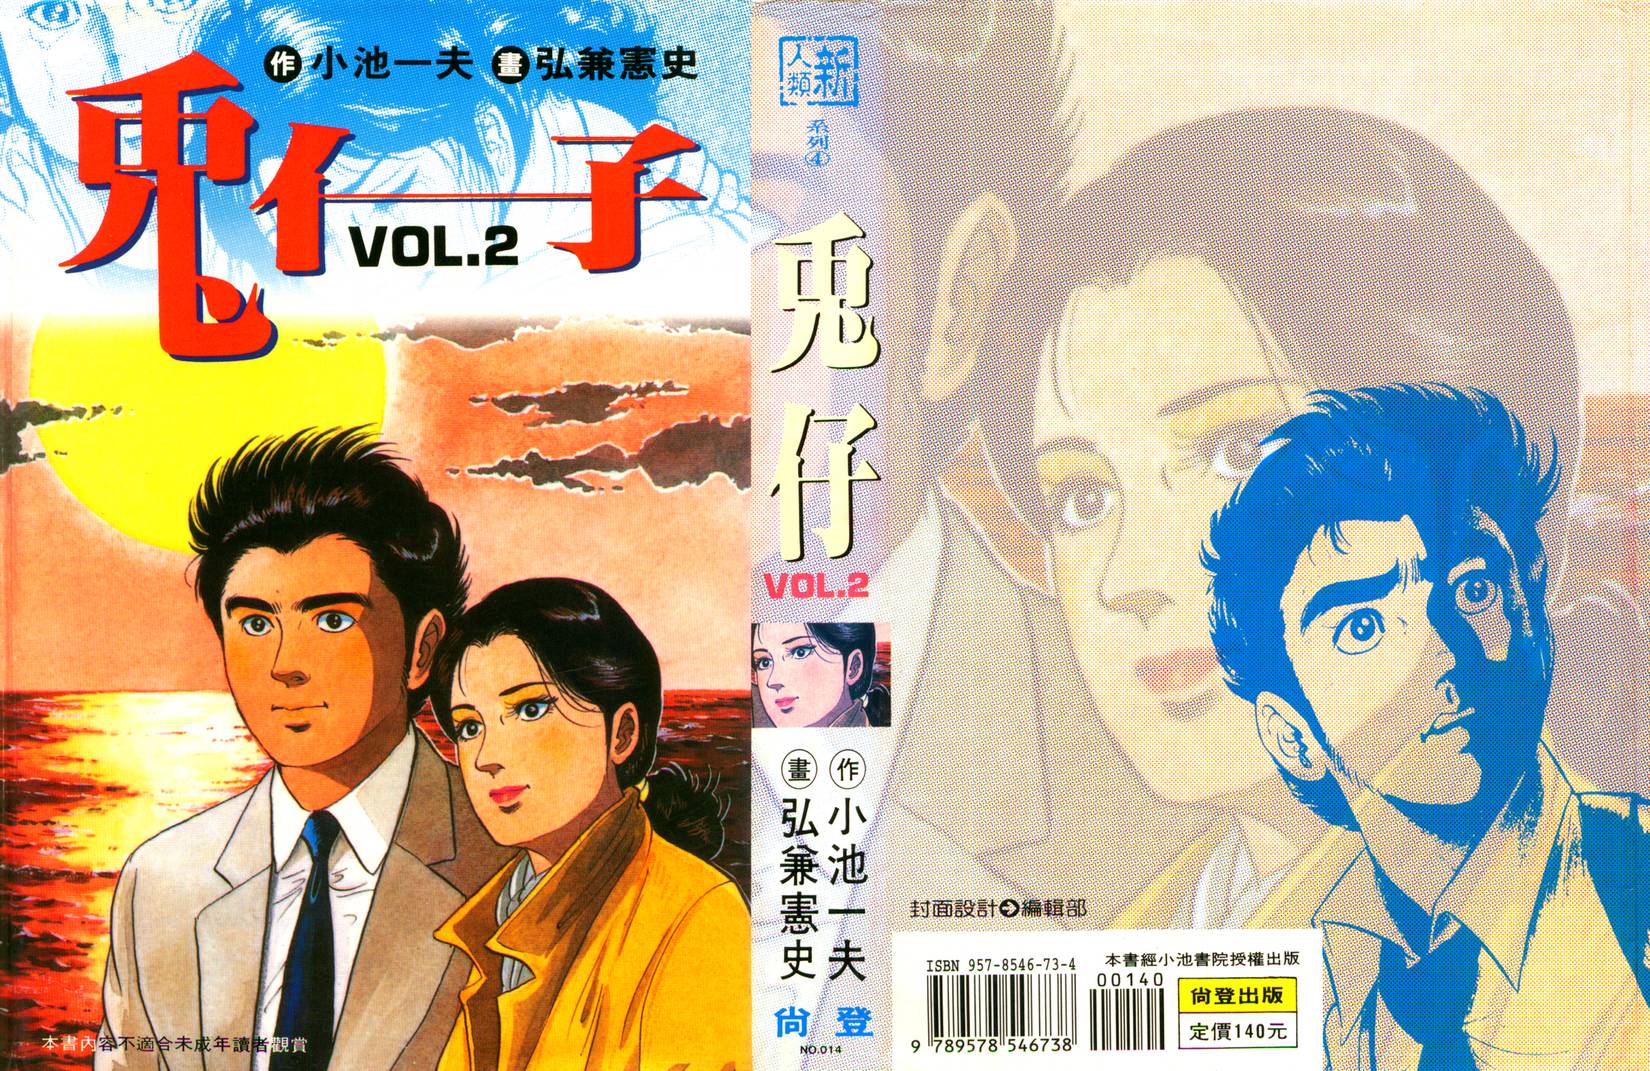 作 小池一夫 畫 弘兼憲史
兎仔
VOL.2
本書內容不適合未成年讀者觀賞
新人類
系列④
兎仔
VOL.2
作 小池一夫
畫 弘兼憲史
尚登
NO.014
封面設計➔編輯部
ISBN 957-8546-73-4
9 789578 546738
本書經小池書院授權出版
00140
尚登出版
定價140元